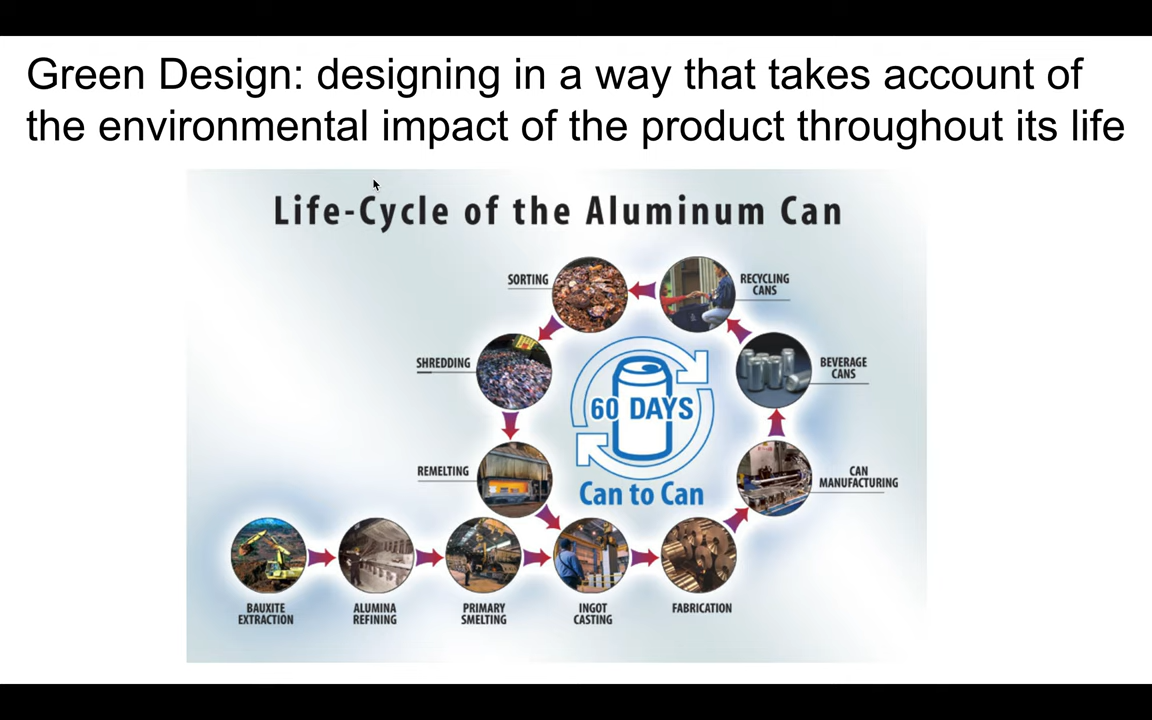 Green Design: designing in a way that takes account of
the environmental impact of the product throughout its life
Life-Cycle of the Aluminum Can
SORTING
RECYCLING
CANS
SHREDDING
BEVERAGE
CANS
60 DAYS
Can to Can
REMELTING
CAN
MANUFACTURING
BAUXITE
EXTRACTION
ALUMINA
REFINING
PRIMARY
SMELTING
INGOT
CASTING
FABRICATION